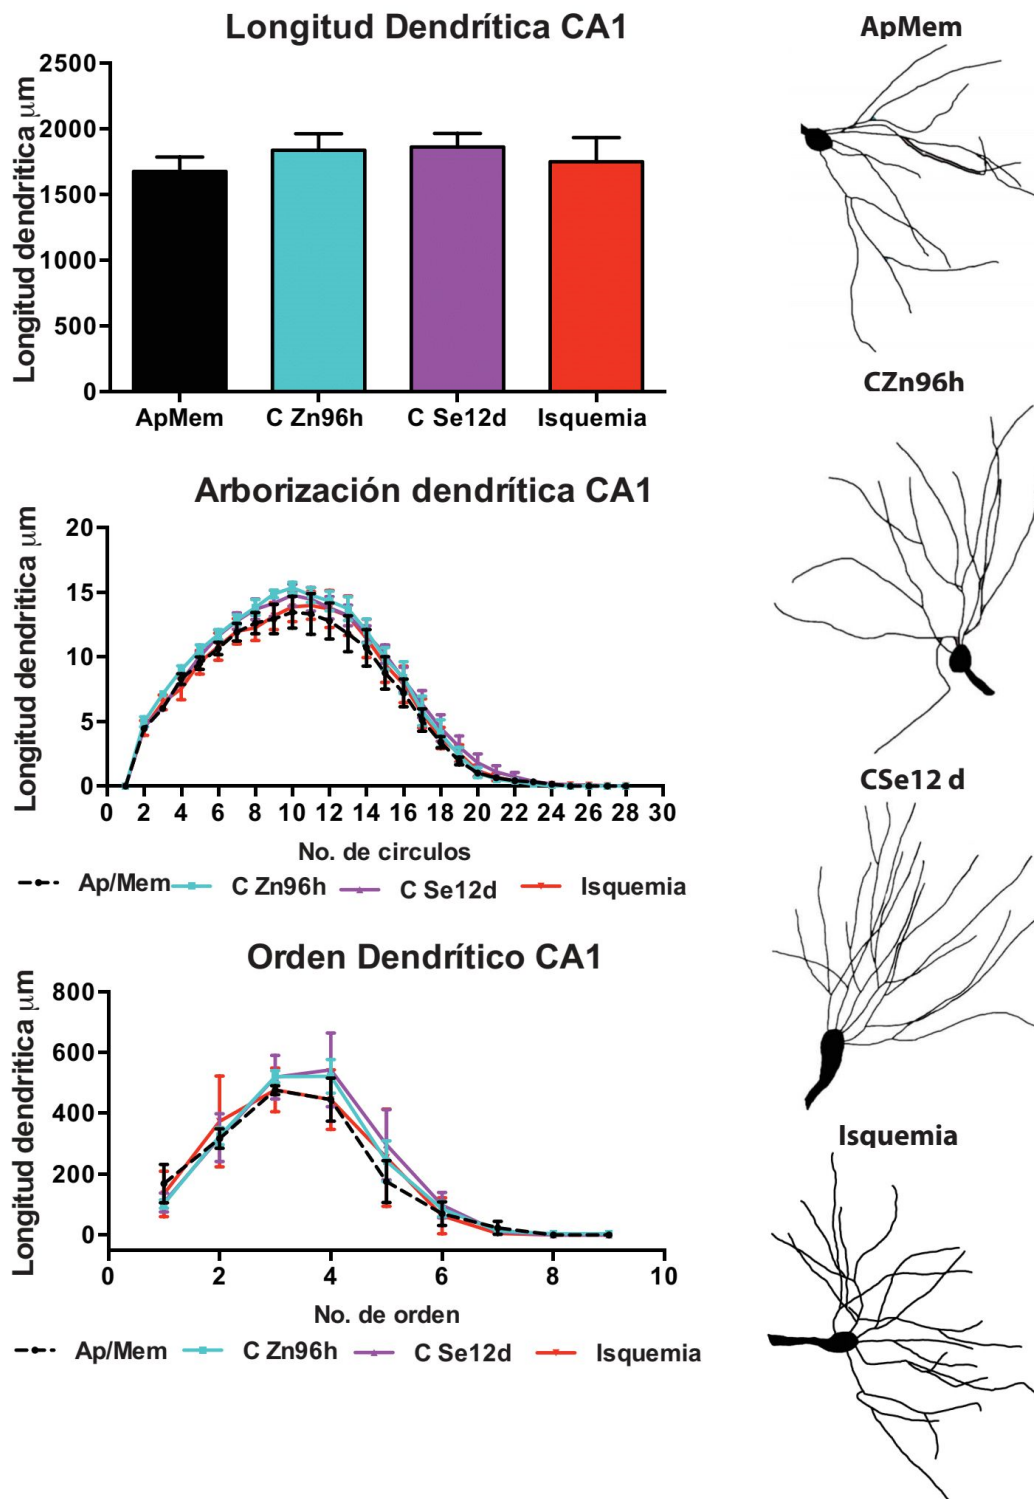 Longitud Dendrítica CA1
Longitud dendritica μm
2500
2000
1500
1000
500
0
ApMem C Zn96h C Se12d Isquemia
Arborización dendrítica CA1
Longitud dendritica μm
20
15
10
5
0
0 2 4 6 8 10 12 14 16 18 20 22 24 26 28 30
No. de circulos
Ap/Mem C Zn96h C Se12d Isquemia
Orden Dendrítico CA1
Longitud dendritica μm
800
600
400
200
0
0 2 4 6 8 10
No. de orden
Ap/Mem C Zn96h C Se12d Isquemia
ApMem
CZn96h
CSe12 d
Isquemia